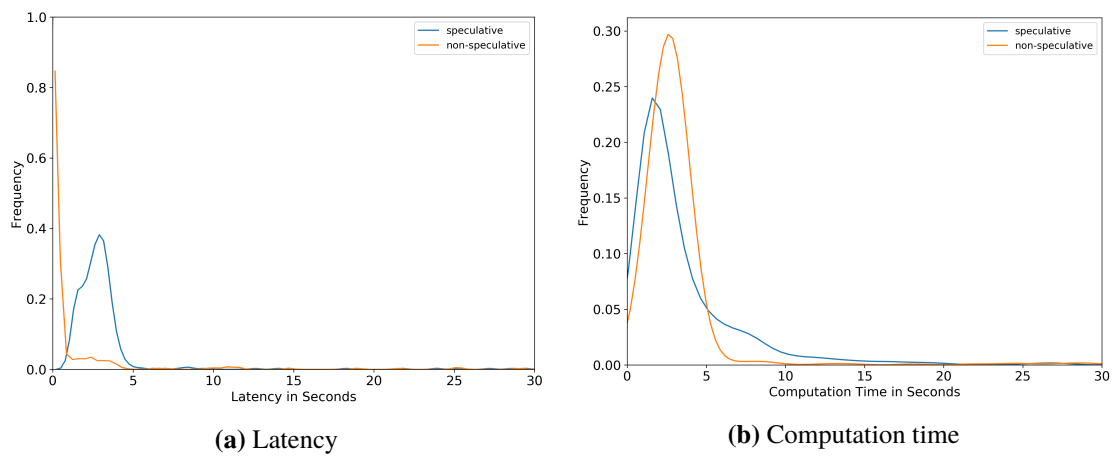 1.0
0.8
0.6
0.4
0.2
0.0
Frequency
0 5 10 15 20 25 30
Latency in Seconds
speculative
non-speculative
(a) Latency
0.30
0.25
0.20
0.15
0.10
0.05
0.00
Frequency
0 5 10 15 20 25 30
Computation Time in Seconds
speculative
non-speculative
(b) Computation time